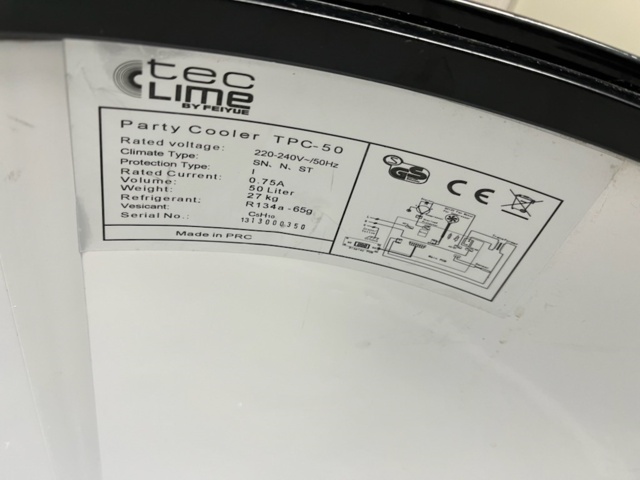 tec
LIME
BY FEIYUE
Party Cooler TPC-50
Rated voltage: 220-240V~/50Hz
Climate Type: SN. N. ST
Protection Type: I
Rated Current: 0.75A
Volume: 50 Liter
Weight: 27 kg
Refrigerant; R134a - 65g
Vesicant: C5H10
Serial No.: 313000350
Made in PRC
S
GS
CE